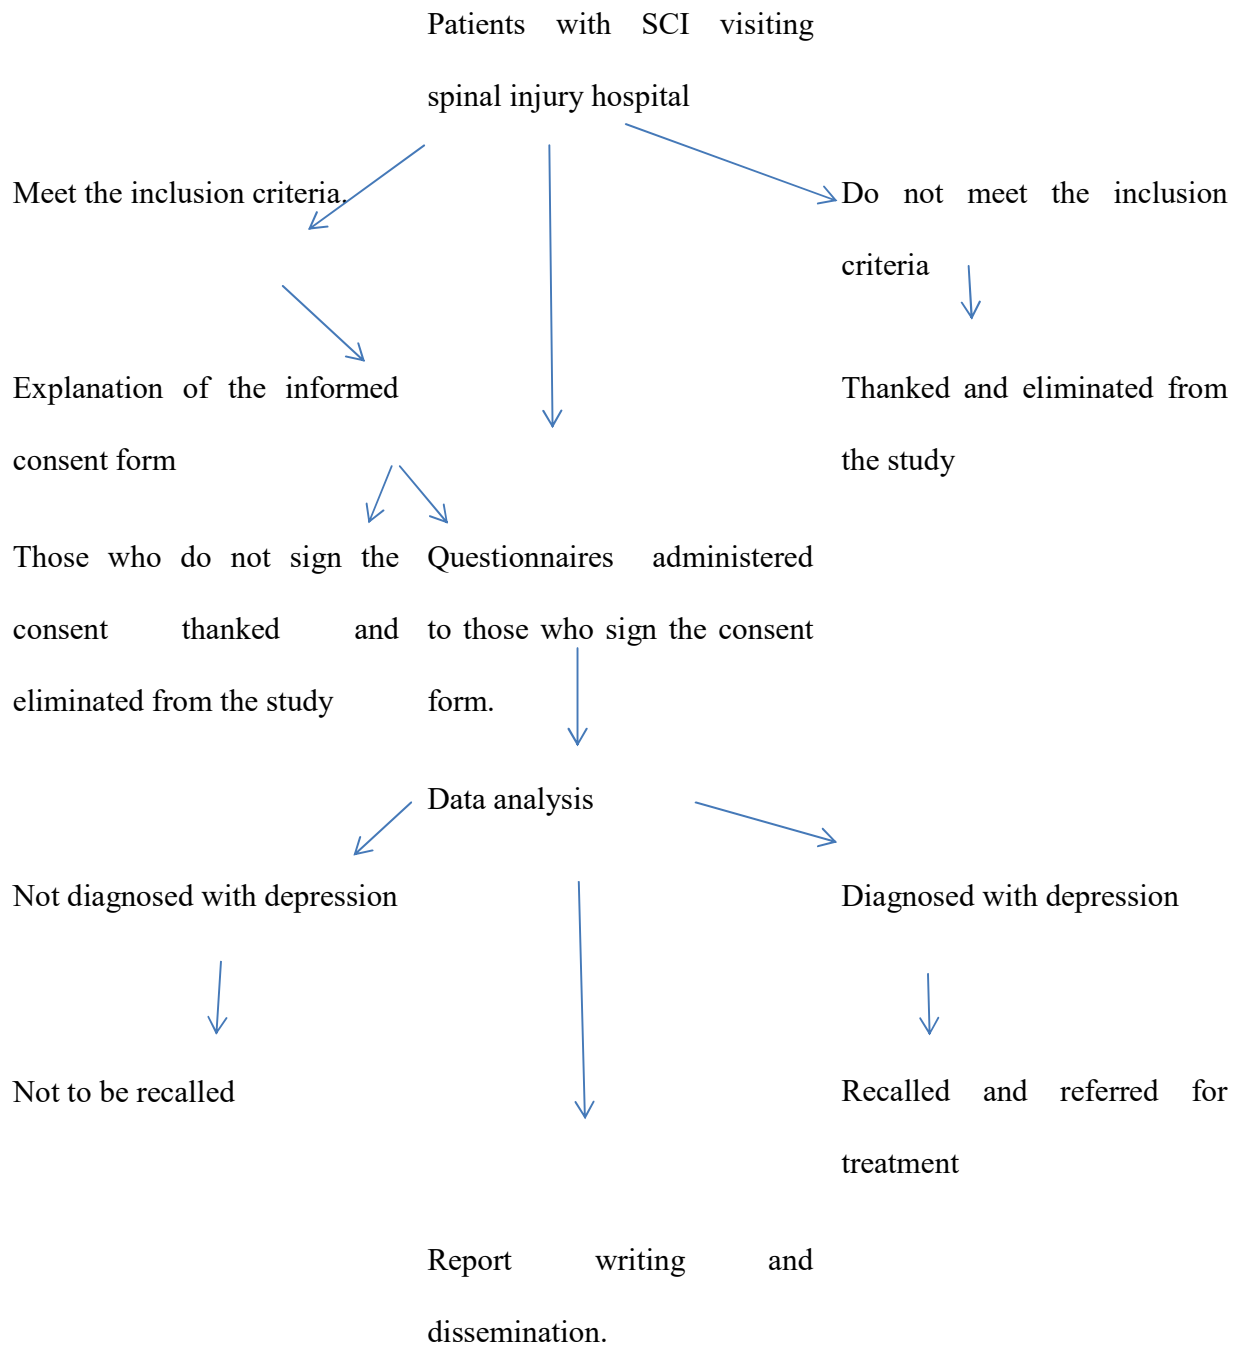 Patients with SCI visiting
spinal injury hospital
Meet the inclusion criteria.
Do not meet the inclusion
criteria
Explanation of the informed
consent form
Thanked and eliminated from
the study
Those who do not sign the
consent thanked and
eliminated from the study
Questionnaires administered
to those who sign the consent
form.
Data analysis
Not diagnosed with depression
Diagnosed with depression
Not to be recalled
Recalled and referred for
treatment
Report writing and
dissemination.